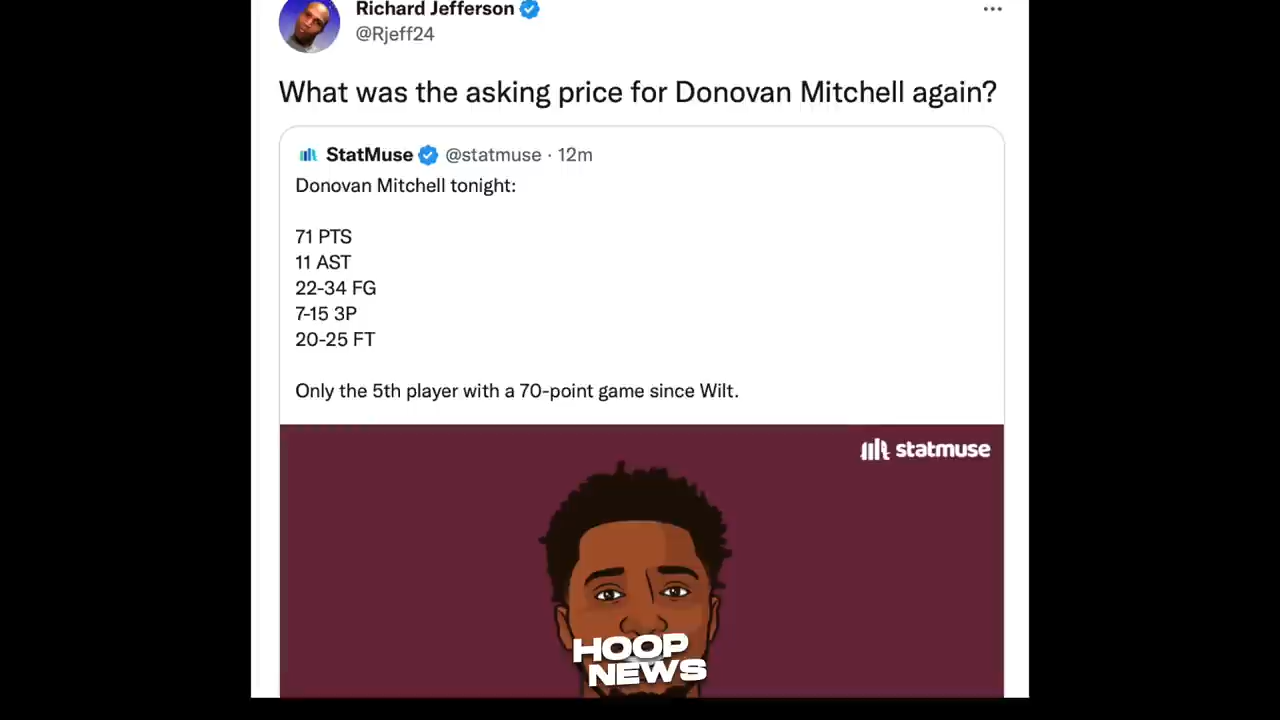 Richard Jefferson
@Rjeff24
What was the asking price for Donovan Mitchell again?
StatMuse @statmuse · 12m
Donovan Mitchell tonight:
71 PTS
11 AST
22-34 FG
7-15 3P
20-25 FT
Only the 5th player with a 70-point game since Wilt.
statmuse
HOOP
NEWS